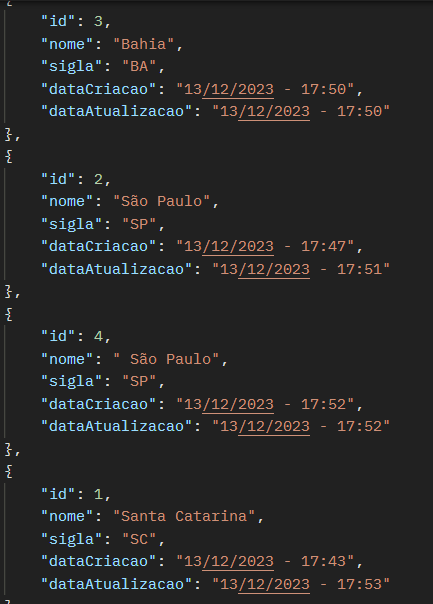 {
"id": 3,
"nome": "Bahia",
"sigla": "BA",
"dataCriacao": "13/12/2023 - 17:50",
"dataAtualizacao": "13/12/2023 - 17:50"
},
{
"id": 2,
"nome": "São Paulo",
"sigla": "SP",
"dataCriacao": "13/12/2023 - 17:47",
"dataAtualizacao": "13/12/2023 - 17:51"
},
{
"id": 4,
"nome": " São Paulo",
"sigla": "SP",
"dataCriacao": "13/12/2023 - 17:52",
"dataAtualizacao": "13/12/2023 - 17:52"
},
{
"id": 1,
"nome": "Santa Catarina",
"sigla": "SC",
"dataCriacao": "13/12/2023 - 17:43",
"dataAtualizacao": "13/12/2023 - 17:53"
}